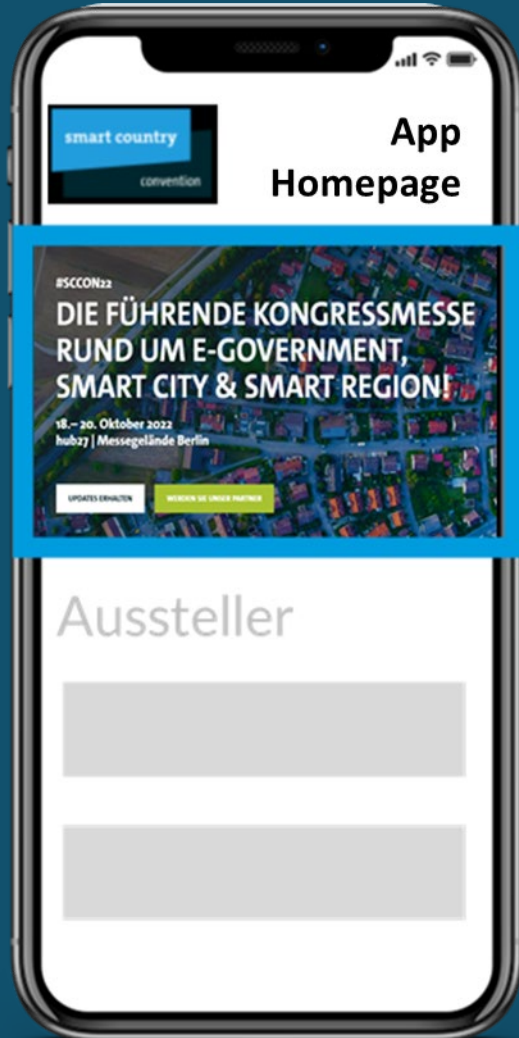 smart country
convention
App
Homepage
#SCCON22
DIE FÜHRENDE KONGRESSMESSE
RUND UM E-GOVERNMENT,
SMART CITY & SMART REGION!
18.– 20. Oktober 2022
hub27 | Messegelände Berlin
UPDATES ERHALTEN
WERDEN SIE UNSER PARTNER
Aussteller